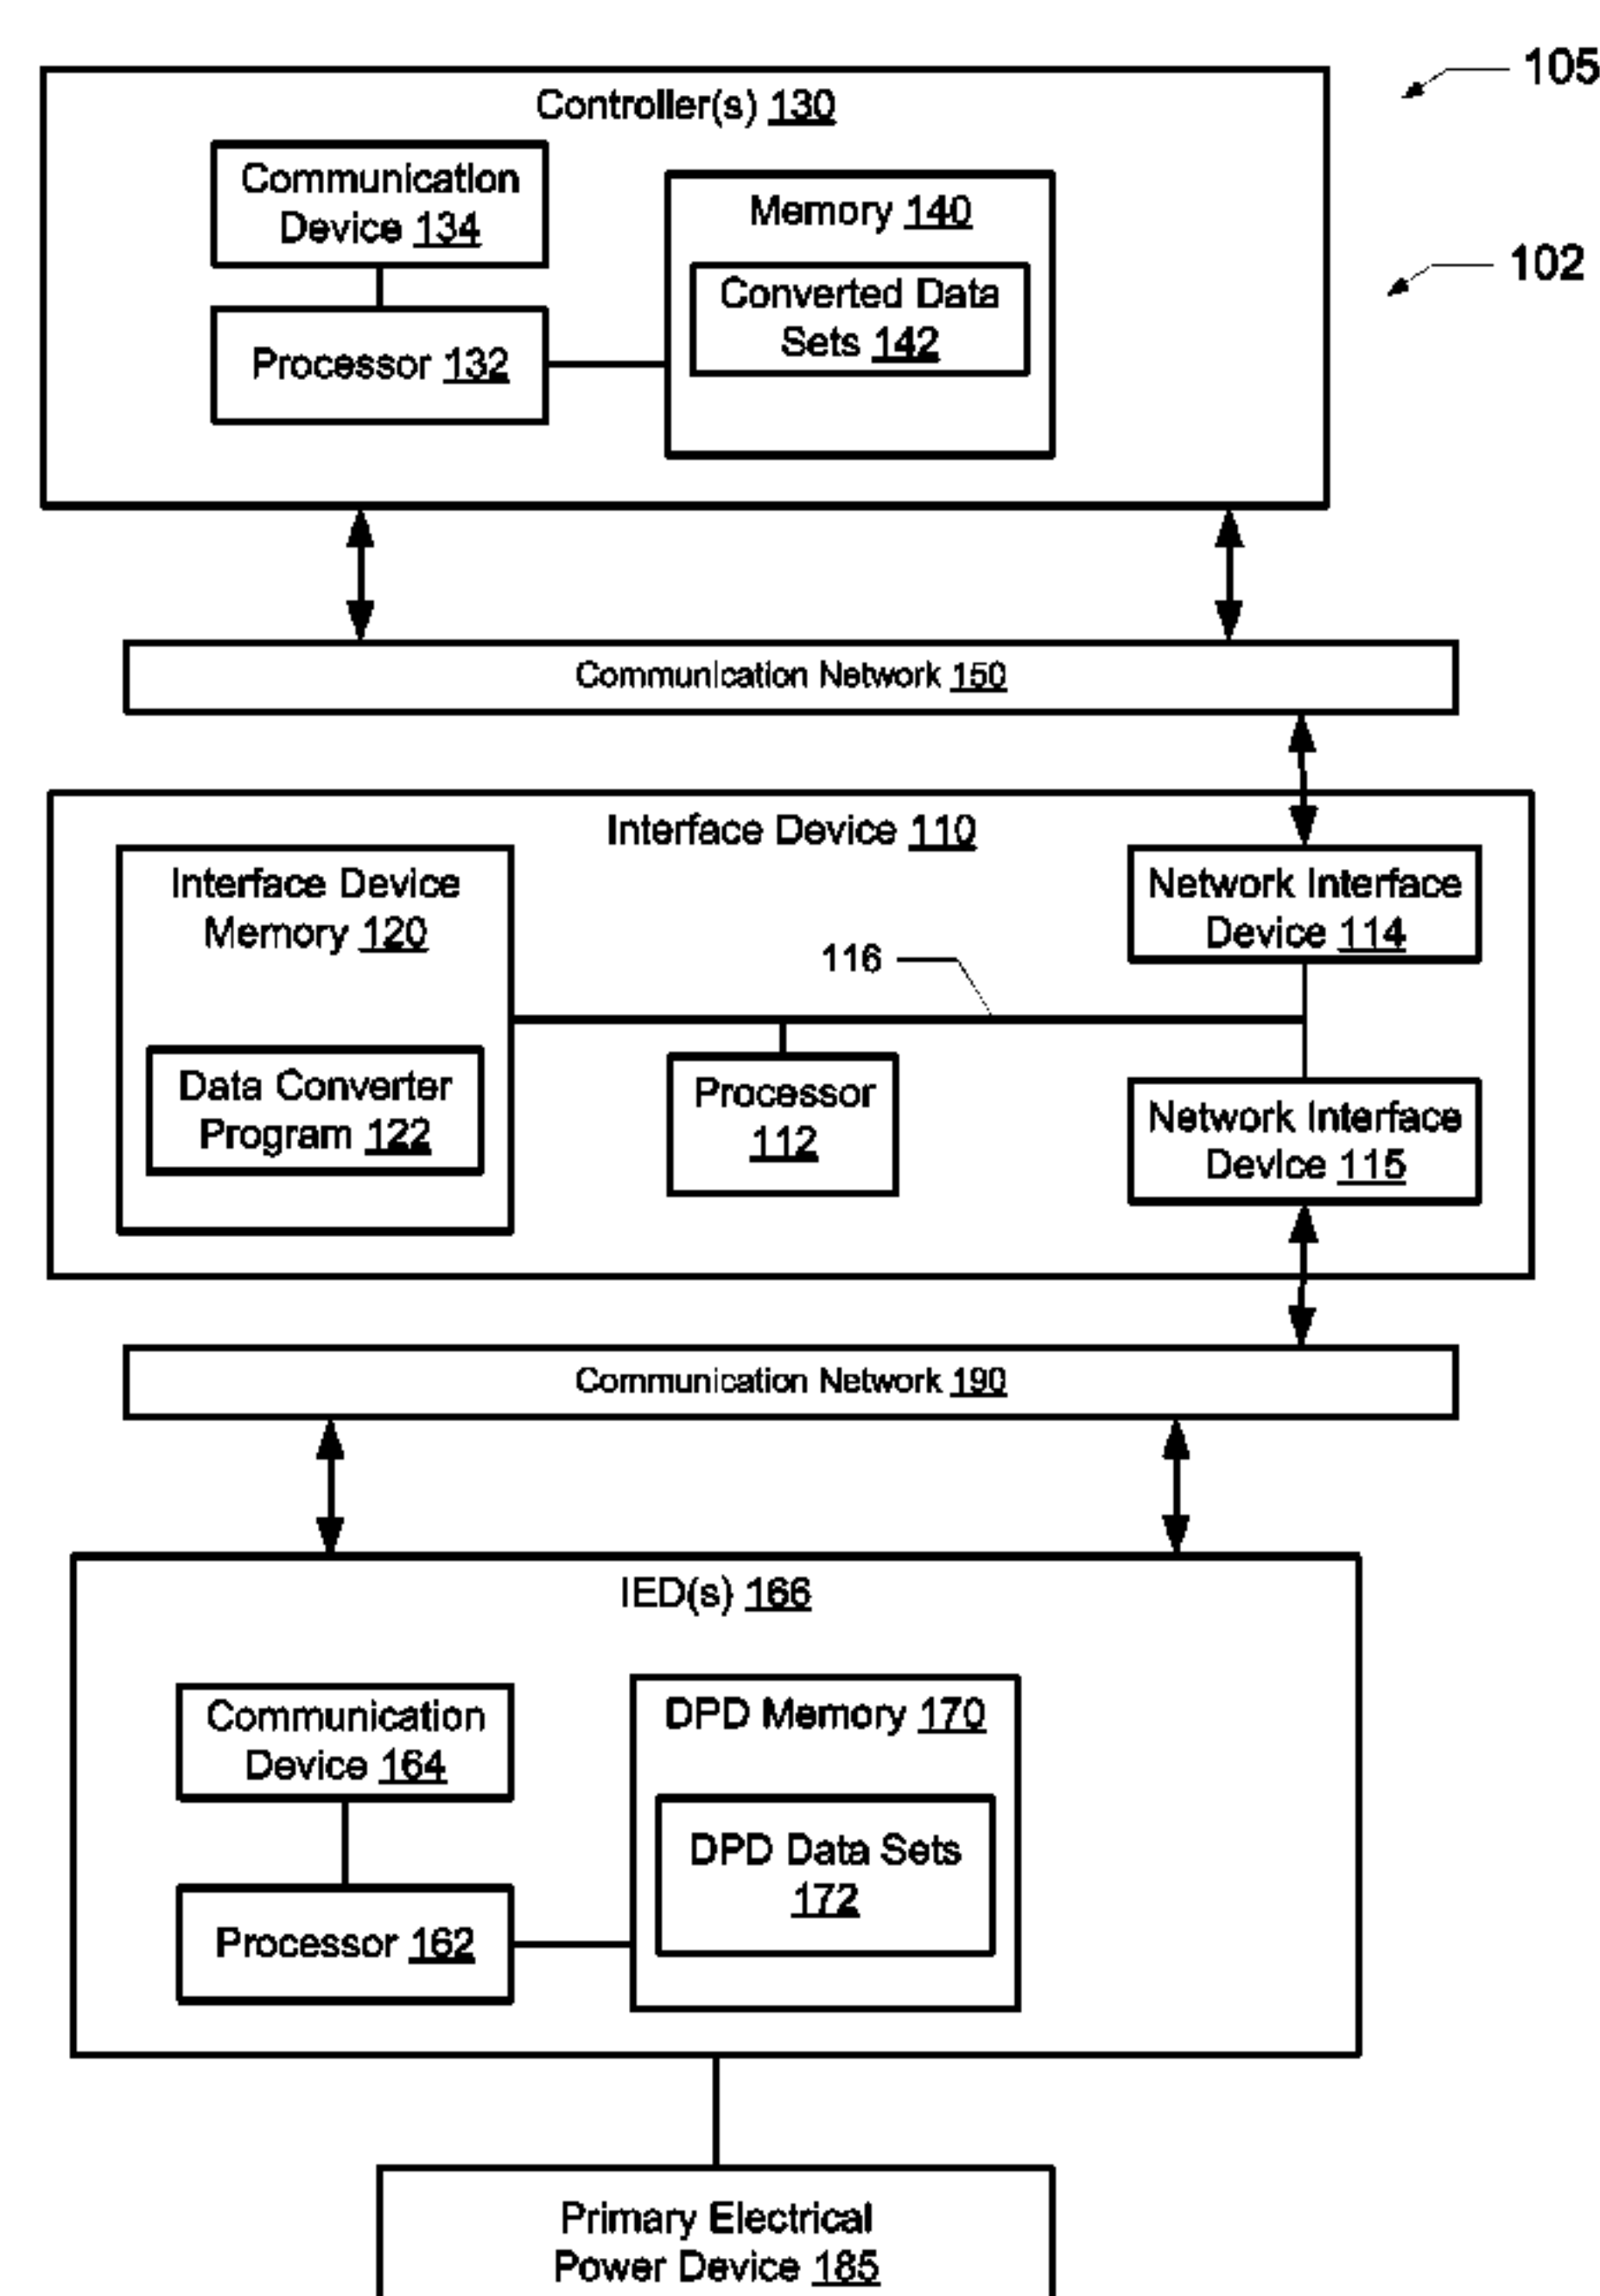 105
Controller(s) 130
Communication
Device 134
Memory 140
102
Converted Data
Sets 142
Processor 132
Communication Network 150
Interface Device 110
Interface Device
Memory 120
Network Interface
Device 114
116
Data Converter
Program 122
Processor
112
Network Interface
Device 115
Communication Network 190
IED(s) 166
Communication
Device 164
DPD Memory 170
DPD Data Sets
172
Processor 162
Primary Electrical
Power Device 185